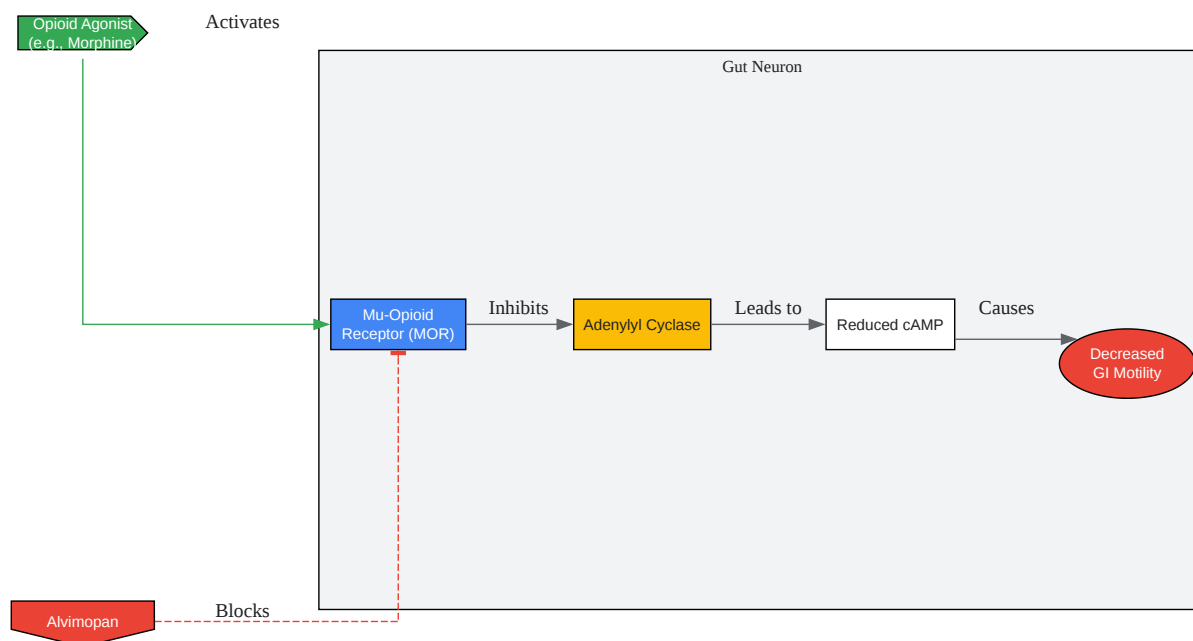 Opioid Agonist
(e.g., Morphine)
Activates
Gut Neuron
Mu-Opioid
Receptor (MOR)
Inhibits
Adenylyl Cyclase
Leads to
Reduced cAMP
Causes
Decreased
GI Motility
Alvimopan
Blocks